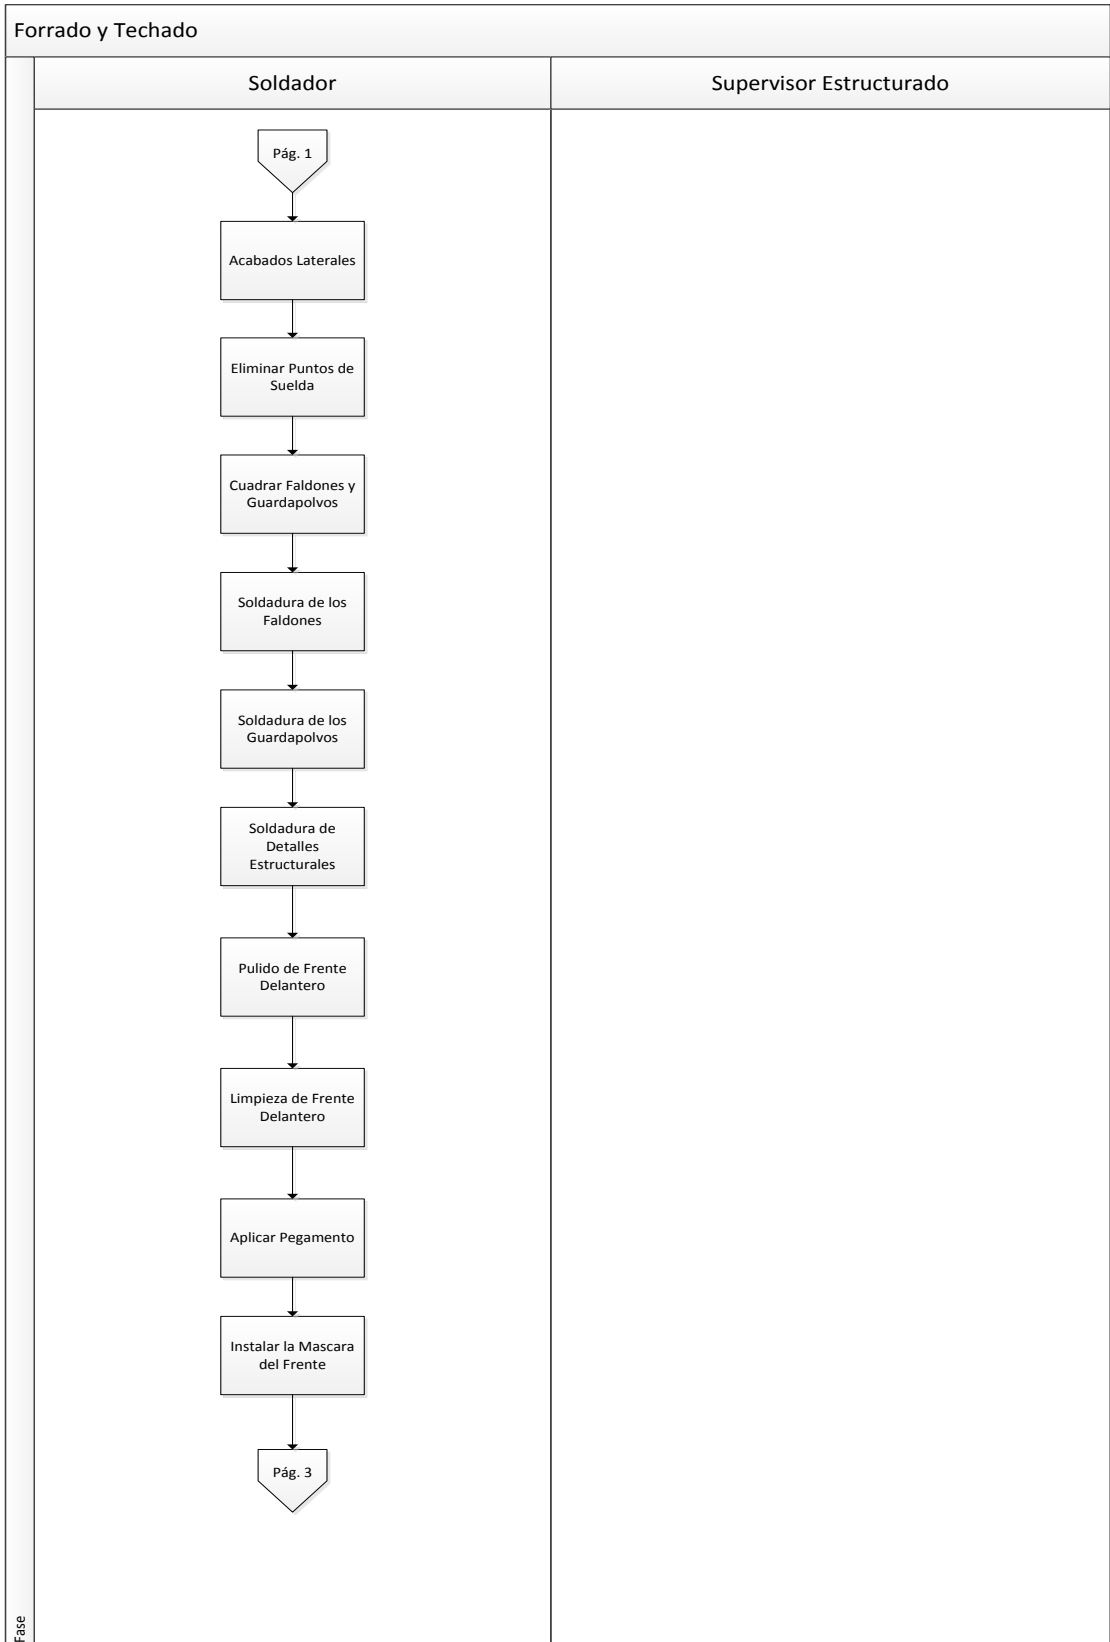 Forrado y Techado
Soldador
Supervisor Estructurado
Pág. 1
Acabados Laterales
Eliminar Puntos de
Suelda
Cuadrar Faldones y
Guardapolvos
Soldadura de los
Faldones
Soldadura de los
Guardapolvos
Soldadura de
Detalles
Estructurales
Pulido de Frente
Delantero
Limpieza de Frente
Delantero
Aplicar Pegamento
Instalar la Mascara
del Frente
Pág. 3
Fase